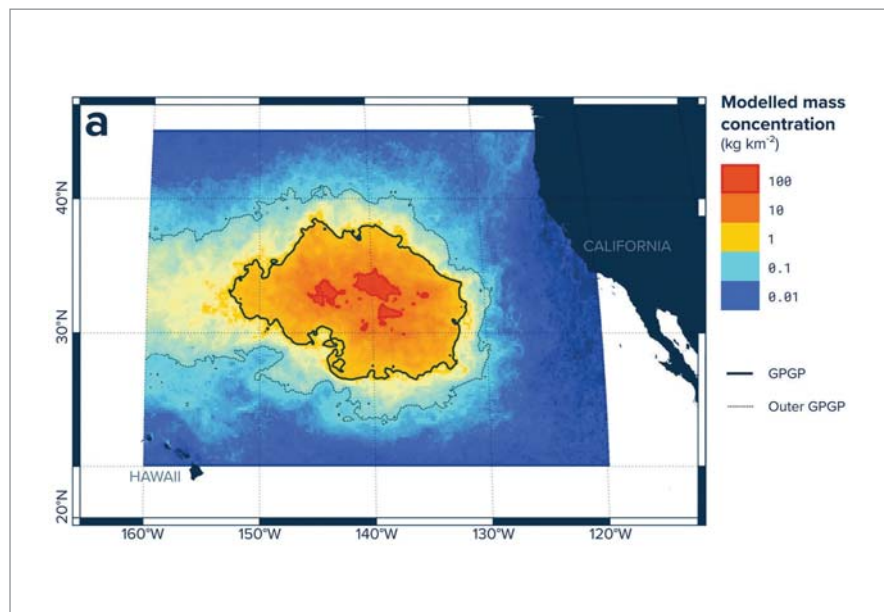 a
Modelled mass
concentration
(kg km⁻²)
100
10
1
0.1
0.01
GPGP
Outer GPGP
CALIFORNIA
HAWAII
40°N
30°N
20°N
160°W
150°W
140°W
130°W
120°W